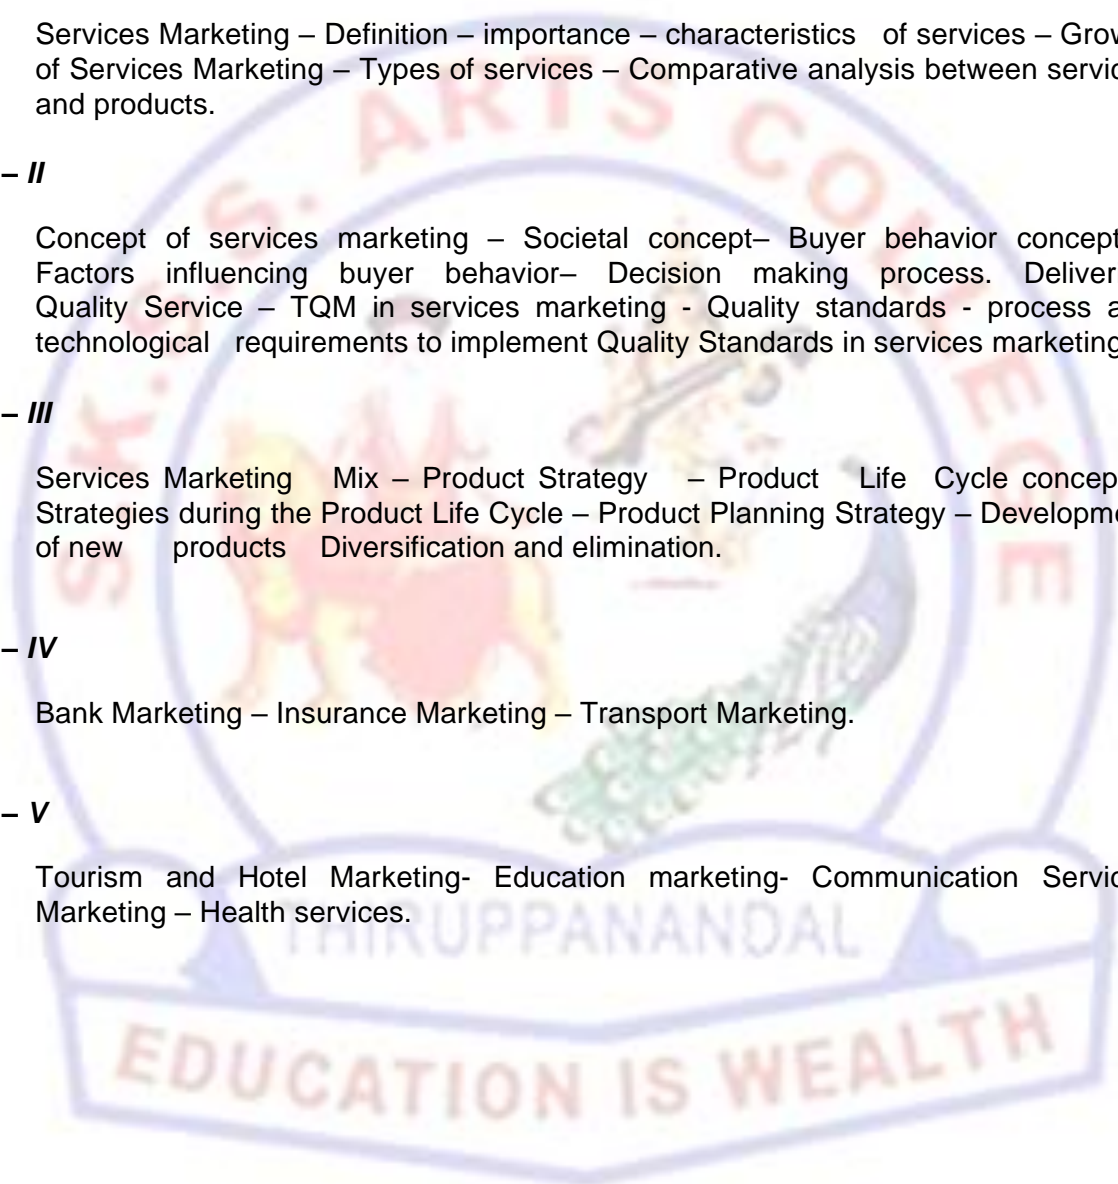 Services Marketing – Definition – importance – characteristics of services – Grow
of Services Marketing – Types of services – Comparative analysis between servic
and products.
– II
Concept of services marketing – Societal concept– Buyer behavior concept
Factors influencing buyer behavior– Decision making process. Deliver
Quality Service – TQM in services marketing - Quality standards - process a
technological requirements to implement Quality Standards in services marketing
– III
Services Marketing Mix – Product Strategy – Product Life Cycle concep
Strategies during the Product Life Cycle – Product Planning Strategy – Developme
of new products Diversification and elimination.
– IV
Bank Marketing – Insurance Marketing – Transport Marketing.
– V
Tourism and Hotel Marketing- Education marketing- Communication Servic
Marketing – Health services.
S.K.S.S. ARTS COLLEGE
THIRUPPANANDAL
EDUCATION IS WEALTH